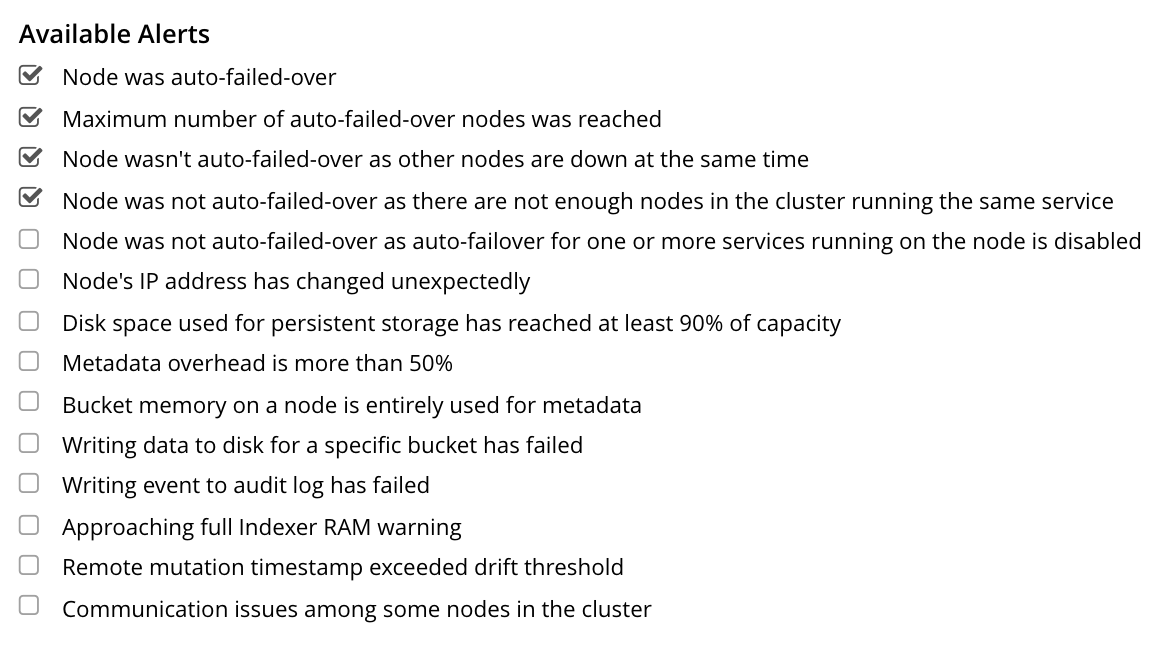 Available Alerts
Node was auto-failed-over
Maximum number of auto-failed-over nodes was reached
Node wasn't auto-failed-over as other nodes are down at the same time
Node was not auto-failed-over as there are not enough nodes in the cluster running the same service
Node was not auto-failed-over as auto-failover for one or more services running on the node is disabled
Node's IP address has changed unexpectedly
Disk space used for persistent storage has reached at least 90% of capacity
Metadata overhead is more than 50%
Bucket memory on a node is entirely used for metadata
Writing data to disk for a specific bucket has failed
Writing event to audit log has failed
Approaching full Indexer RAM warning
Remote mutation timestamp exceeded drift threshold
Communication issues among some nodes in the cluster